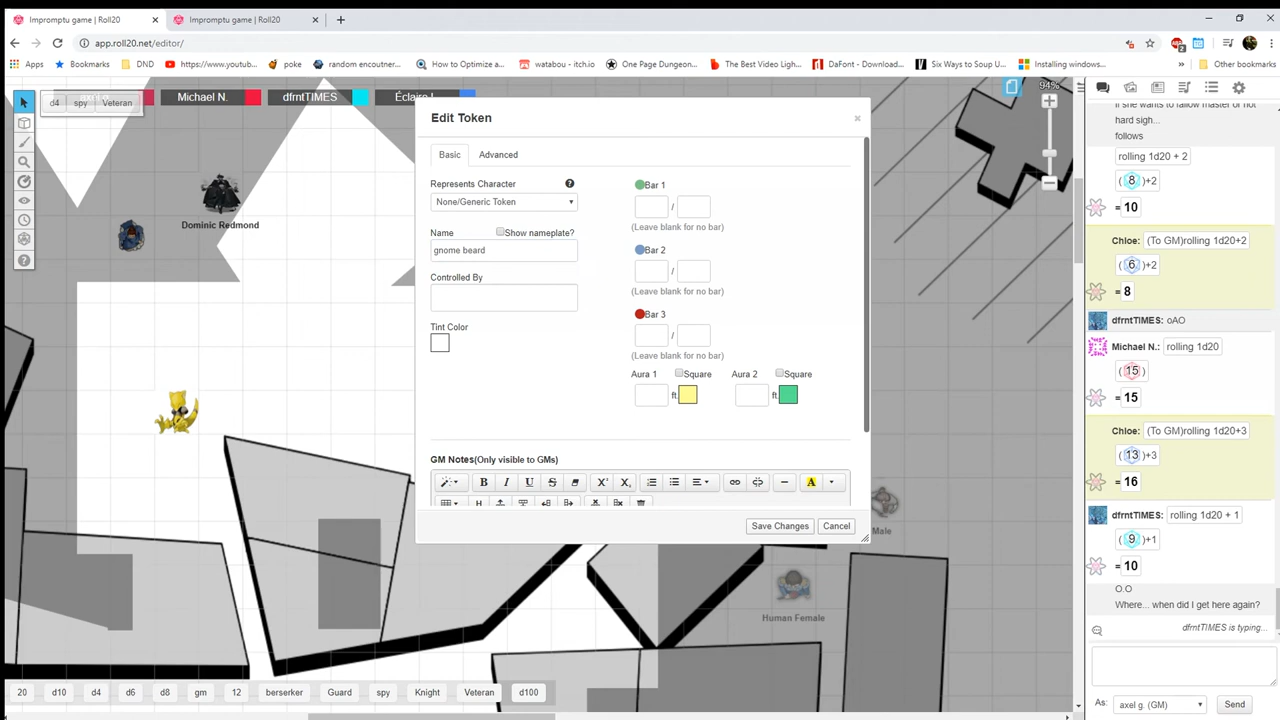 Impromptu game | Roll20
Impromptu game | Roll20
app.roll20.net/editor/
Apps
Bookmarks
DND
https://www.youtub...
poke
random encoutner...
How to Optimize a...
watabou - itch.io
One Page Dungeon...
The Best Video Ligh...
DaFont - Download...
Six Ways to Soup U...
Installing windows...
Other bookmarks
d4
spy
Veteran
Michael N.
dfrntTIMES
94%
Dominic Redmond
Edit Token
Basic
Advanced
Represents Character
None/Generic Token
Name
Show nameplate?
gnome beard
Controlled By
Tint Color
Bar 1
/
(Leave blank for no bar)
Bar 2
/
(Leave blank for no bar)
Bar 3
/
(Leave blank for no bar)
Aura 1
Square
Aura 2
Square
ft.
ft.
GM Notes(Only visible to GMs)
Save Changes
Cancel
Male
Human Female
20
d10
d4
d6
d8
gm
12
berserker
Guard
spy
Knight
Veteran
d100
if she wants to fallow master or not
hard sigh...
follows
rolling 1d20 + 2
(8)+2
= 10
Chloe: (To GM)rolling 1d20+2
(6)+2
= 8
dfrntTIMES: oAO
Michael N.: rolling 1d20
(15)
= 15
Chloe: (To GM)rolling 1d20+3
(13)+3
= 16
dfrntTIMES: rolling 1d20 + 1
(9)+1
= 10
O.O
Where... when did I get here again?
dfrntTIMES is typing...
As:
axel g. (GM)
Send